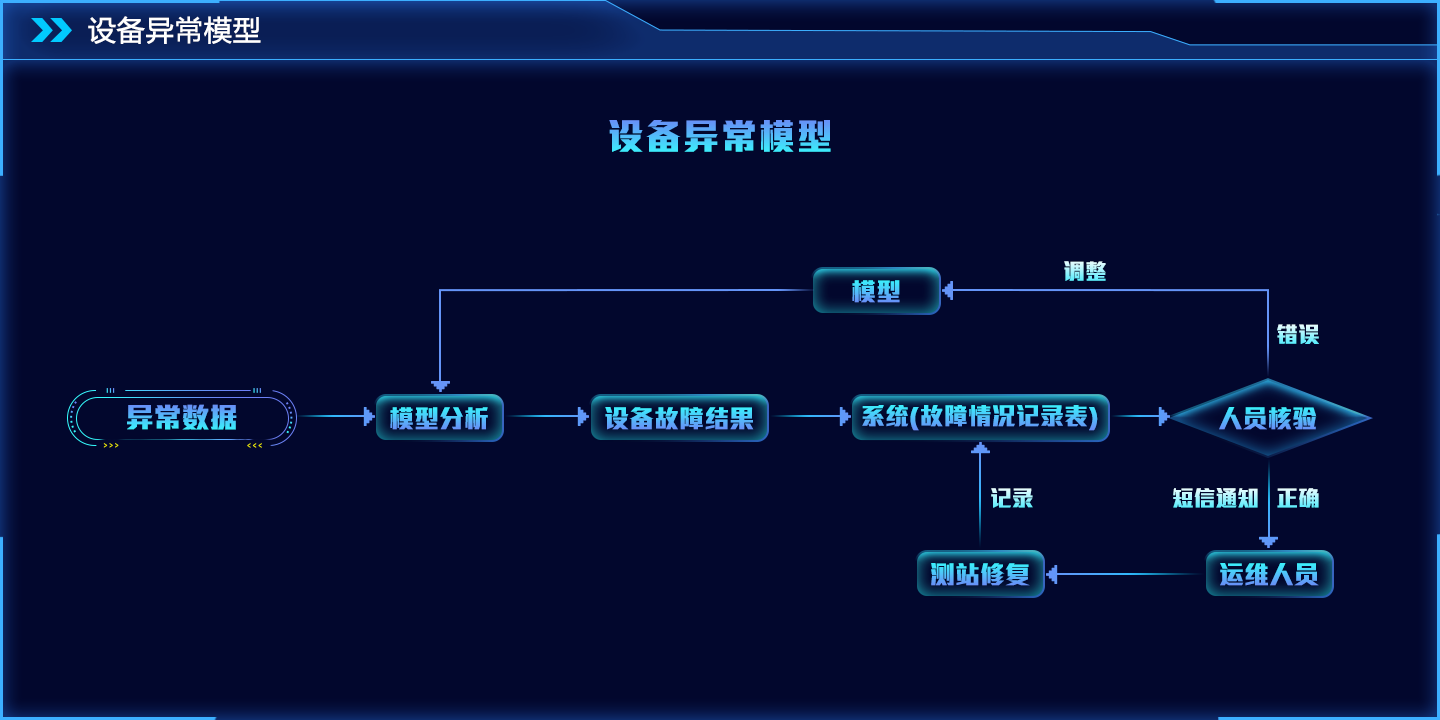 设备异常模型
设备异常模型
调整
模型
错误
异常数据
模型分析
设备故障结果
系统(故障情况记录表)
人员核验
记录
短信通知
正确
测站修复
运维人员